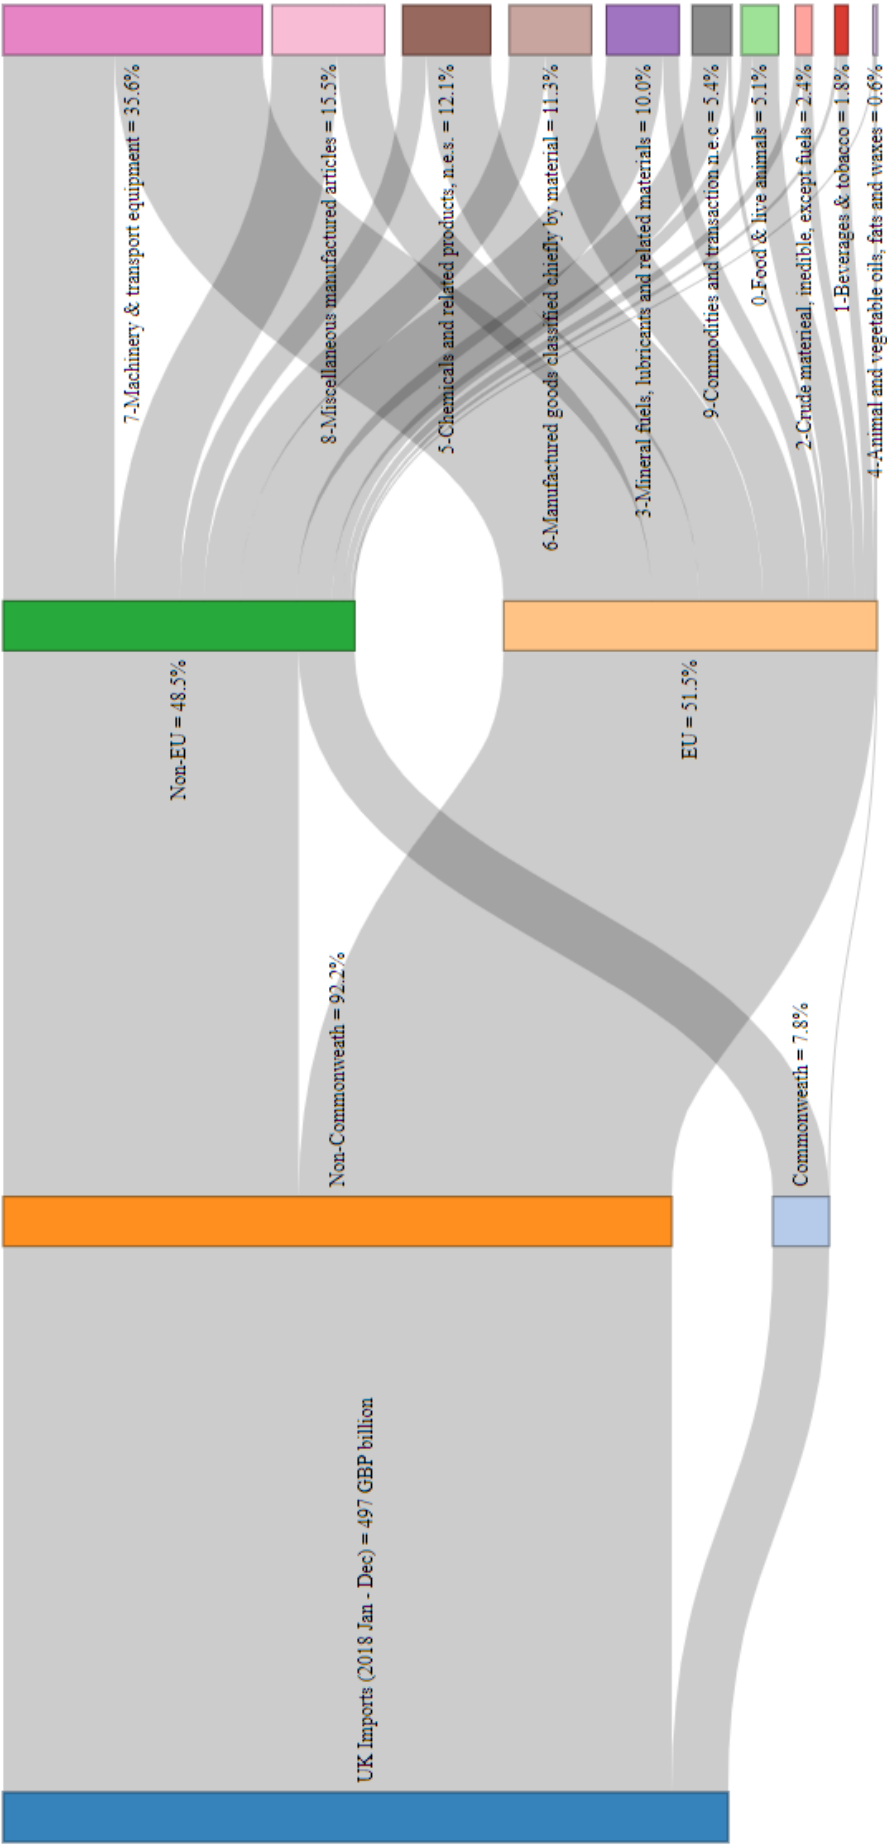 UK Imports (2018 Jan - Dec) = 497 GBP billion
Non-Commonweath = 92.2%
Commonweath = 7.8%
Non-EU = 48.5%
EU = 51.5%
7-Machinery & transport equipment = 35.6%
8-Miscellaneous manufactured articles = 15.5%
5-Chemicals and related products, n.e.s. = 12.1%
6-Manufactured goods classified chiefly by material = 11.3%
3-Mineral fuels, lubricants and related materials = 10.0%
9-Commodities and transaction n.e.c = 5.4%
0-Food & live animals = 5.1%
2-Crude materieal, inedible, except fuels = 2.4%
1-Beverages & tobacco = 1.8%
4-Animal and vegetable oils, fats and waxes = 0.6%